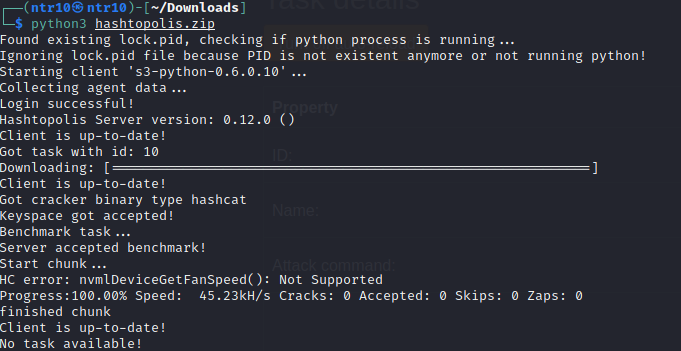 Task details
┌──(ntr10㉿ntr10)-[~/Downloads]
└─$ python3 hashtopolis.zip
Found existing lock.pid, checking if python process is running...
Ignoring lock.pid file because PID is not existent anymore or not running python!
Starting client 's3-python-0.6.0.10'...
Collecting agent data...
Login successful!
Property
Hashtopolis Server version: 0.12.0 ()
Client is up-to-date!
Got task with id: 10
ID:
Downloading: [=============================================================]
Client is up-to-date!
Got cracker binary type hashcat
Name:
Keyspace got accepted!
Benchmark task...
Server accepted benchmark!
Start chunk...
Attack command:
HC error: nvmlDeviceGetFanSpeed(): Not Supported
Progress:100.00% Speed:  45.23kH/s Cracks: 0 Accepted: 0 Skips: 0 Zaps: 0
finished chunk
Client is up-to-date!
No task available!